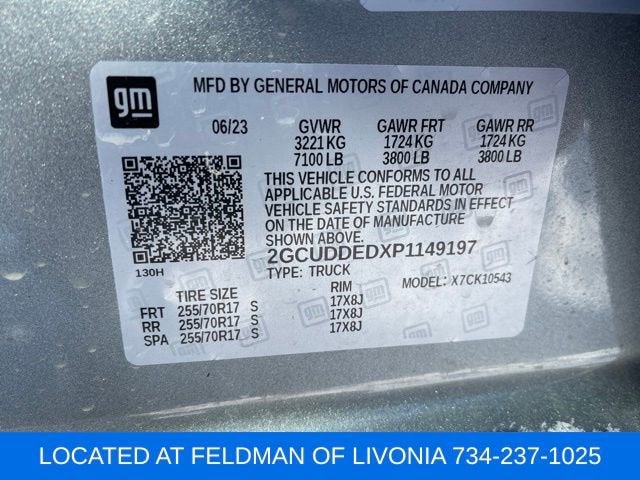 gm
MFD BY GENERAL MOTORS OF CANADA COMPANY
06/23 GVWR GAWR FRT GAWR RR
3221 KG 1724 KG 1724 KG
7100 LB 3800 LB 3800 LB
THIS VEHICLE CONFORMS TO ALL
APPLICABLE U.S. FEDERAL MOTOR
VEHICLE SAFETY STANDARDS IN EFFECT
ON THE DATE OF MANUFACTURE
SHOWN ABOVE.
2GCUDDEDXP1149197
130H
TYPE: TRUCK MODEL: X7CK10543
TIRE SIZE RIM
FRT 255/70R17 S 17X8J
RR 255/70R17 S 17X8J
SPA 255/70R17 S 17X8J
LOCATED AT FELDMAN OF LIVONIA 734-237-1025